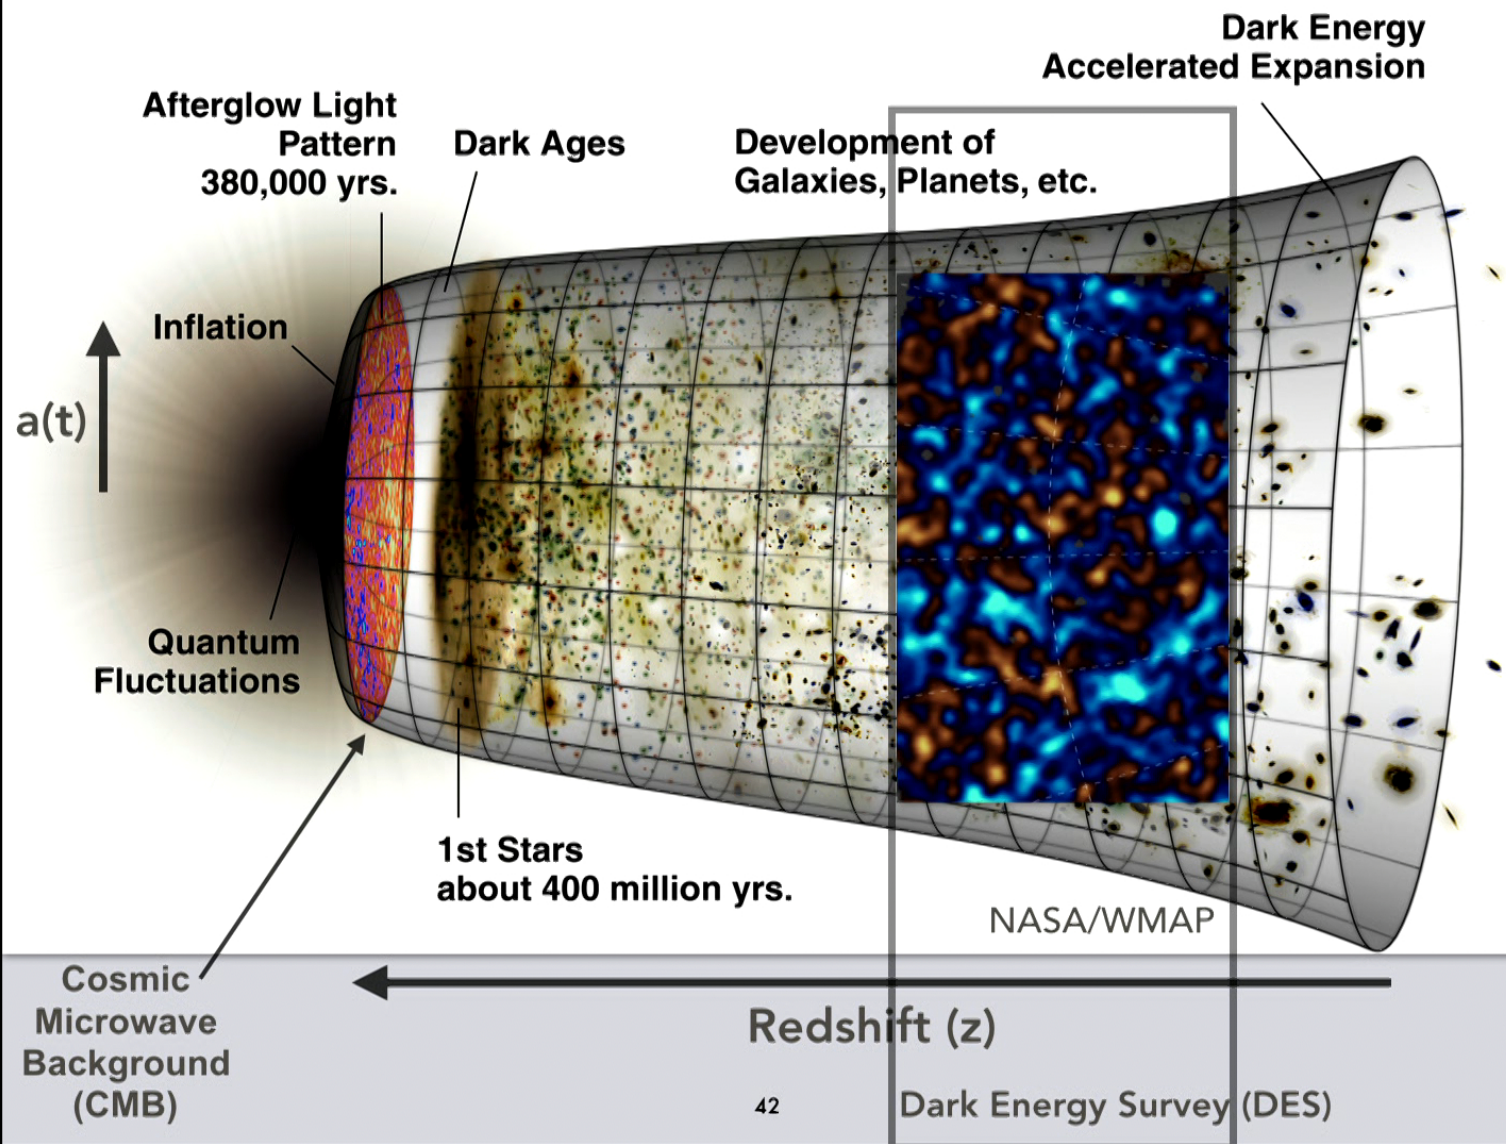 Dark Energy
Accelerated Expansion
Afterglow Light
Pattern
380,000 yrs.
Dark Ages
Development of
Galaxies, Planets, etc.
Inflation
a(t)
Quantum
Fluctuations
1st Stars
about 400 million yrs.
NASA/WMAP
Cosmic
Microwave
Background
(CMB)
Redshift (z)
42
Dark Energy Survey (DES)